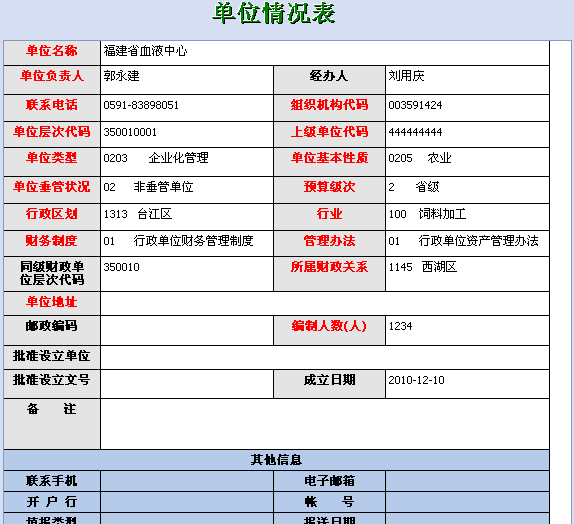 单位情况表
单位名称 福建省血液中心
单位负责人 郭永建 经办人 刘用庆
联系电话 0591-83898051 组织机构代码 003591424
单位层次代码 350010001 上级单位代码 444444444
单位类型 0203 企业化管理 单位基本性质 0205 农业
单位垂管状况 02 非垂管单位 预算级次 2 省级
行政区划 1313 台江区 行业 100 饲料加工
财务制度 01 行政单位财务管理制度 管理办法 01 行政单位资产管理办法
同级财政单
位层次代码 350010 所属财政关系 1145 西湖区
单位地址
邮政编码 编制人数(人) 1234
批准设立单位
批准设立文号 成立日期 2010-12-10
备 注
其他信息
联系手机 电子邮箱
开 户 行 帐 号
填报类型 报送日期